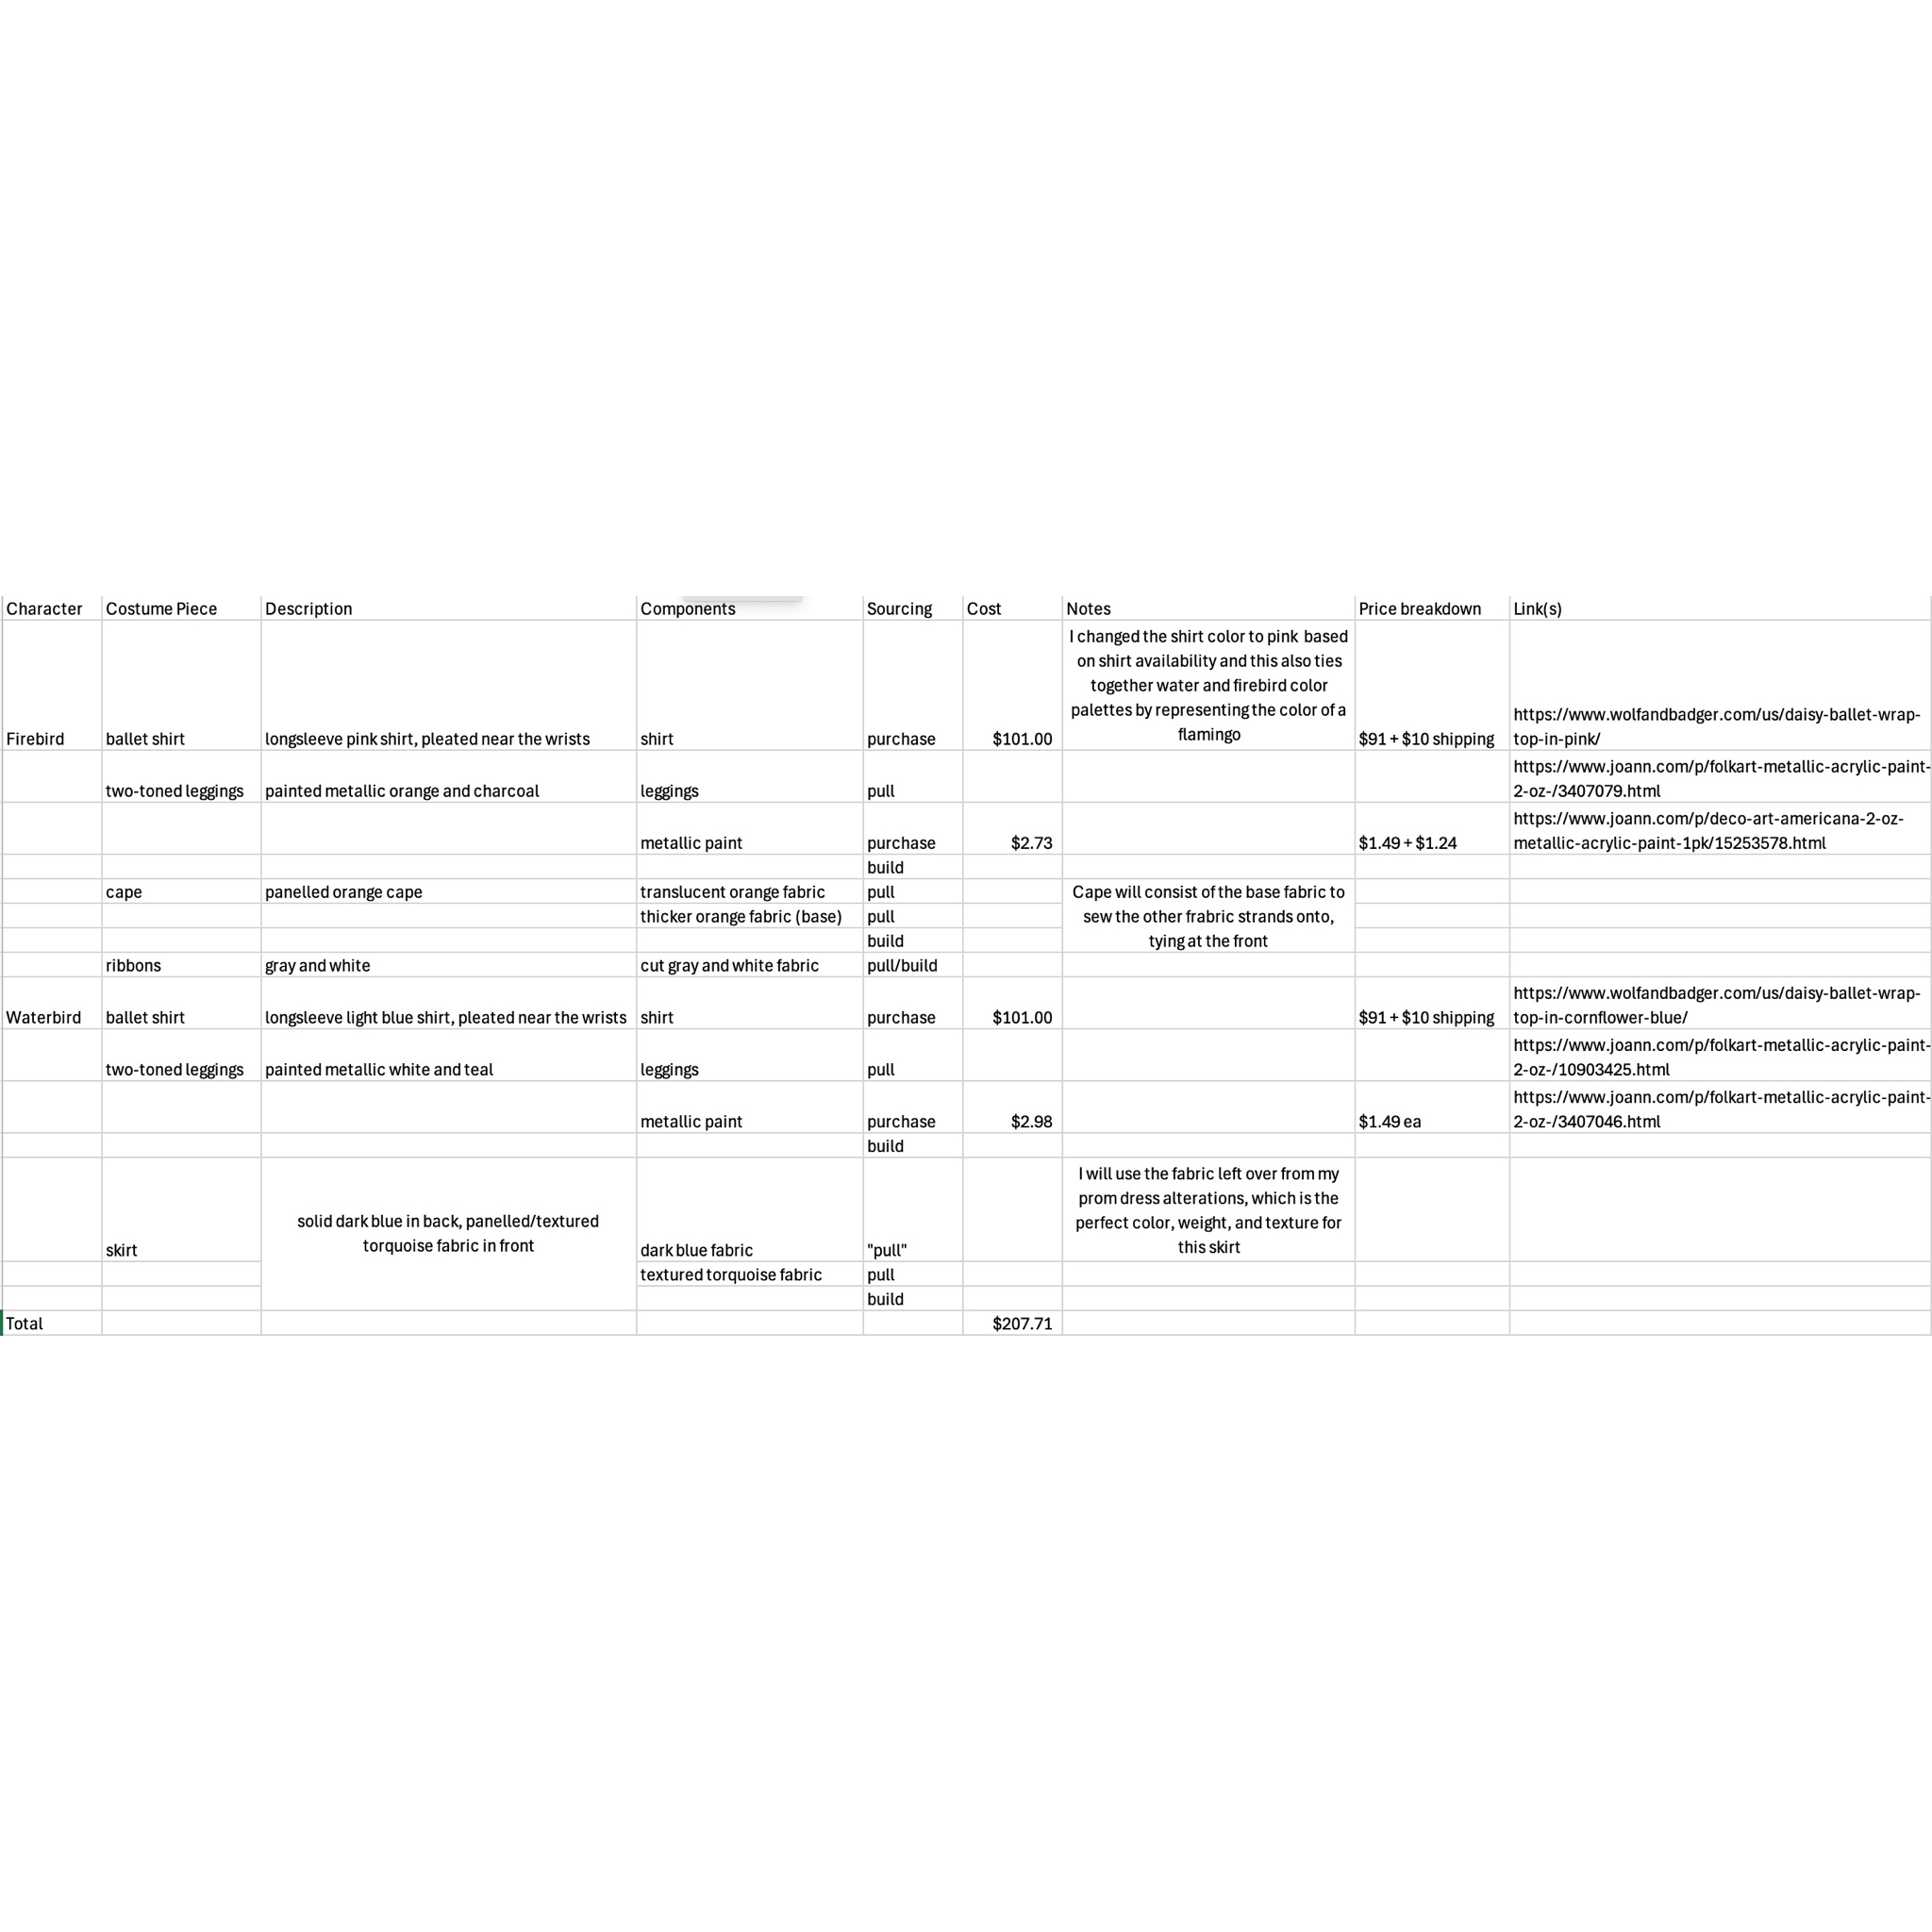 Character Costume Piece Description Components Sourcing Cost Notes Price breakdown Link(s)
Firebird ballet shirt longsleeve pink shirt, pleated near the wrists shirt purchase $101.00 I changed the shirt color to pink based
on shirt availability and this also ties
together water and firebird color
palettes by representing the color of a
flamingo $91 + $10 shipping https://www.wolfandbadger.com/us/daisy-ballet-wrap-
top-in-pink/
two-toned leggings painted metallic orange and charcoal leggings pull https://www.joann.com/p/folkart-metallic-acrylic-paint-
2-oz-/3407079.html
metallic paint purchase $2.73 $1.49 + $1.24 https://www.joann.com/p/deco-art-americana-2-oz-
metallic-acrylic-paint-1pk/15253578.html
build
cape panelled orange cape translucent orange fabric pull Cape will consist of the base fabric to
thicker orange fabric (base) pull sew the other frabric strands onto,
build tying at the front
ribbons gray and white cut gray and white fabric pull/build
Waterbird ballet shirt longsleeve light blue shirt, pleated near the wrists shirt purchase $101.00 $91 + $10 shipping https://www.wolfandbadger.com/us/daisy-ballet-wrap-
top-in-cornflower-blue/
two-toned leggings painted metallic white and teal leggings pull https://www.joann.com/p/folkart-metallic-acrylic-paint-
2-oz-/10903425.html
metallic paint purchase $2.98 $1.49 ea https://www.joann.com/p/folkart-metallic-acrylic-paint-
2-oz-/3407046.html
build
skirt solid dark blue in back, panelled/textured
torquoise fabric in front dark blue fabric "pull" I will use the fabric left over from my
prom dress alterations, which is the
perfect color, weight, and texture for
this skirt
textured torquoise fabric pull
build
Total $207.71